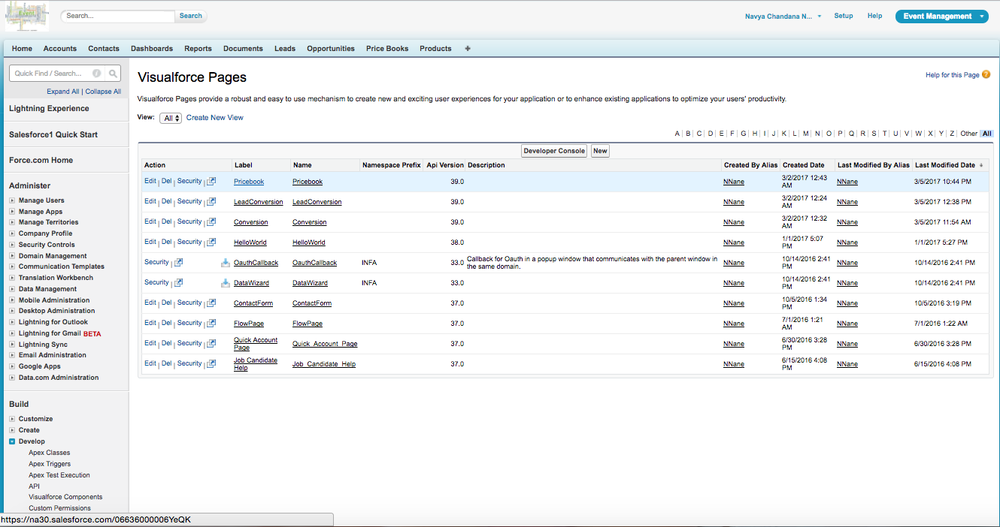 Event
Search...
Search
Navya Chandana N...
Setup
Help
Event Management
Home Accounts Contacts Dashboards Reports Documents Leads Opportunities Price Books Products +
Quick Find / Search...
Expand All | Collapse All
Lightning Experience
Salesforce1 Quick Start
Force.com Home
Administer
Manage Users
Manage Apps
Manage Territories
Company Profile
Security Controls
Domain Management
Communication Templates
Translation Workbench
Data Management
Mobile Administration
Desktop Administration
Lightning for Outlook
Lightning for Gmail BETA
Lightning Sync
Email Administration
Google Apps
Data.com Administration
Build
Customize
Create
Develop
Apex Classes
Apex Triggers
Apex Test Execution
API
Visualforce Components
Custom Permissions
Visualforce Pages
Help for this Page ?
Visualforce Pages provide a robust and easy to use mechanism to create new and exciting user experiences for your application or to enhance existing applications to optimize your users' productivity.
View: All Create New View
A | B | C | D | E | F | G | H | I | J | K | L | M | N | O | P | Q | R | S | T | U | V | W | X | Y | Z | Other All
Developer Console New
Action Label Name Namespace Prefix Api Version Description Created By Alias Created Date Last Modified By Alias Last Modified Date
Edit | Del | Security | Pricebook Pricebook 39.0 NNane 3/2/2017 12:43 AM NNane 3/5/2017 10:44 PM
Edit | Del | Security | LeadConversion LeadConversion 39.0 NNane 3/2/2017 12:24 AM NNane 3/5/2017 12:38 PM
Edit | Del | Security | Conversion Conversion 39.0 NNane 3/2/2017 12:32 AM NNane 3/5/2017 11:54 AM
Edit | Del | Security | HelloWorld HelloWorld 38.0 NNane 1/1/2017 5:07 PM NNane 1/1/2017 5:27 PM
Security | OauthCallback OauthCallback INFA 33.0 Callback for Oauth in a popup window that communicates with the parent window in the same domain. NNane 10/14/2016 2:41 PM NNane 10/14/2016 2:41 PM
Security | DataWizard DataWizard INFA 33.0 NNane 10/14/2016 2:41 PM NNane 10/14/2016 2:41 PM
Edit | Del | Security | ContactForm ContactForm 37.0 NNane 10/5/2016 1:34 PM NNane 10/5/2016 3:19 PM
Edit | Del | Security | FlowPage FlowPage 37.0 NNane 7/1/2016 1:21 AM NNane 7/1/2016 1:22 AM
Edit | Del | Security | Quick Account Page Quick_Account_Page 37.0 NNane 6/30/2016 3:28 PM NNane 6/30/2016 3:28 PM
Edit | Del | Security | Job Candidate Help Job_Candidate_Help 37.0 NNane 6/15/2016 4:08 PM NNane 6/15/2016 4:08 PM
https://na30.salesforce.com/06636000006YeQK